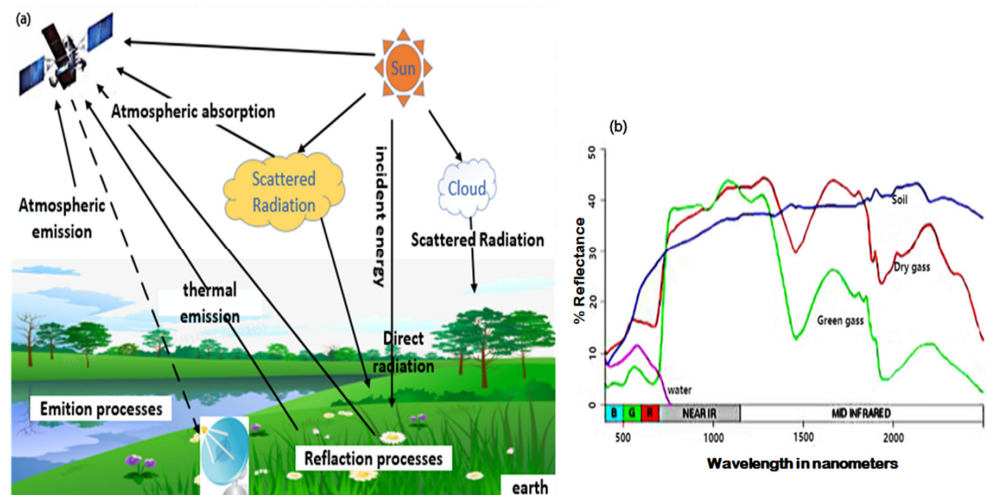 (a)
Sun
Atmospheric absorption
Scattered
Radiation
incident energy
Cloud
Atmospheric
emission
Scattered Radiation
thermal
emission
Direct
radiation
Emition processes
Reflaction processes
earth
(b)
% Reflectance
50
40
30
20
10
0
Soil
Dry gass
Green gass
water
B G R NEAR IR MID INFRARED
500 1000 1500 2000
Wavelength in nanometers